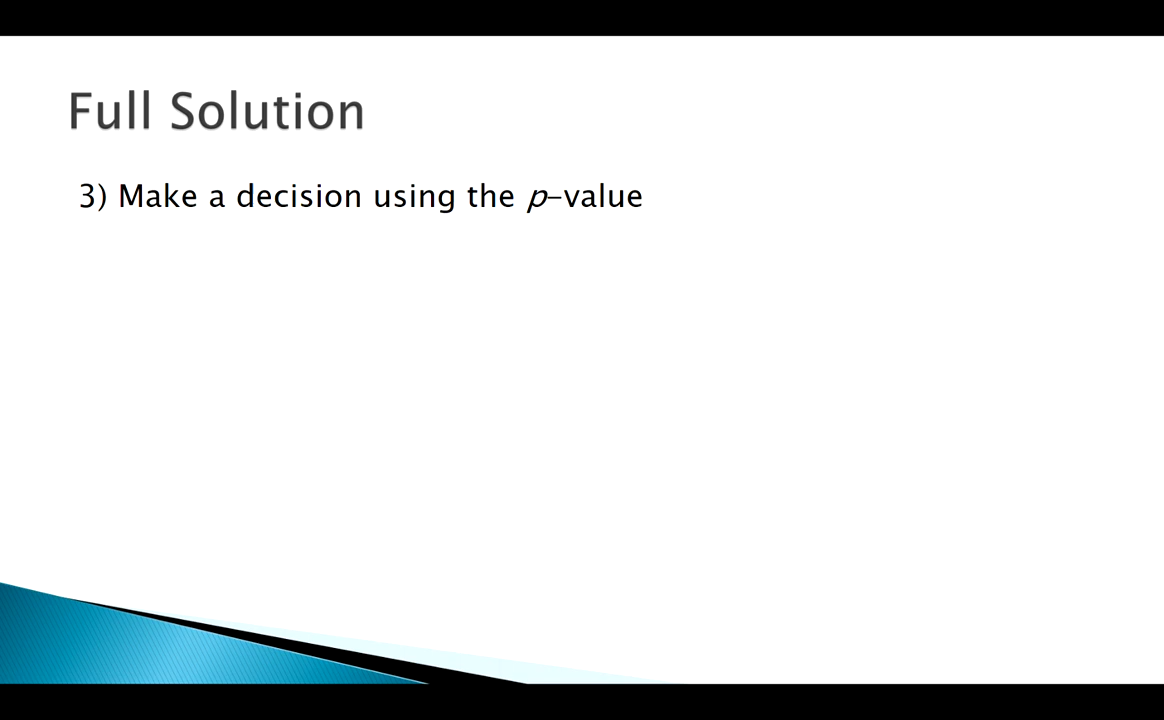 Full Solution
3) Make a decision using the p-value